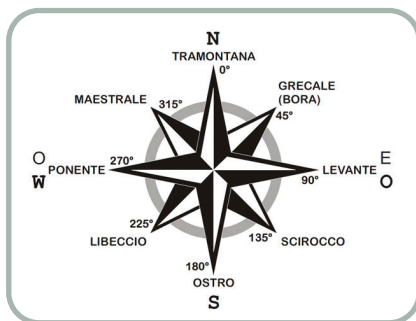 N
TRAMONTANA
0°
MAESTRALE
315°
GRECALE
(BORA)
45°
O
W
PONENTE
270°
LEVANTE
90°
E
O
225°
LIBECCIO
135°
SCIROCCO
180°
OSTRO
S